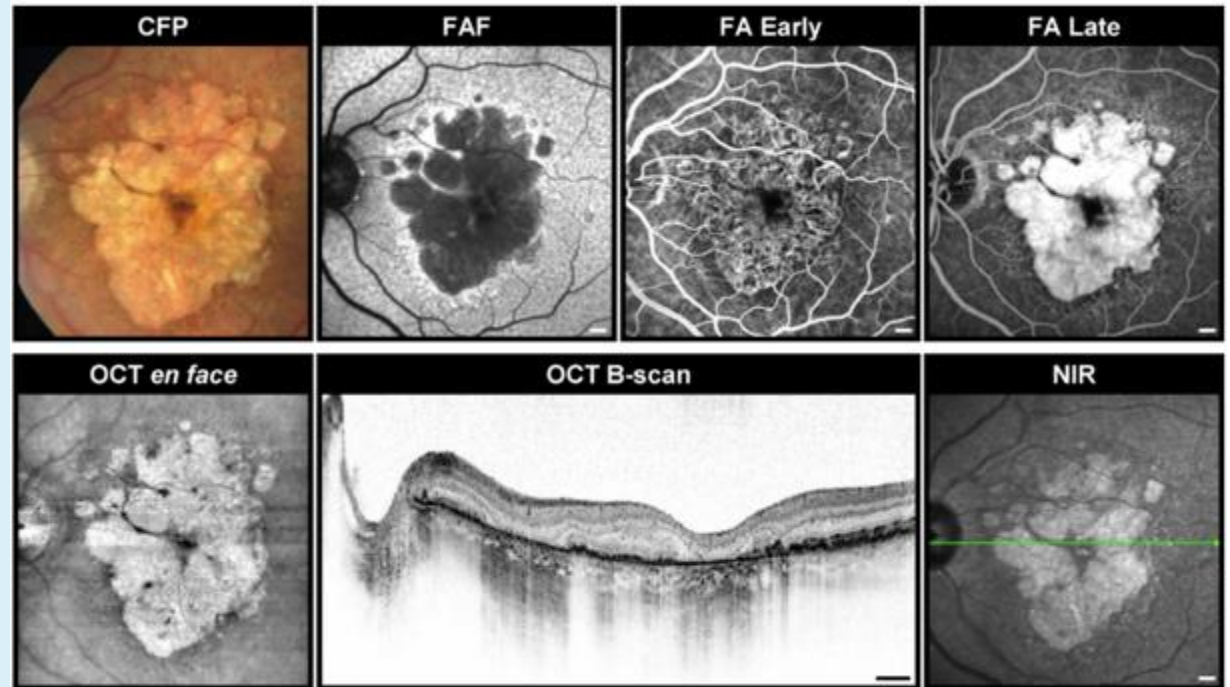 CFP
FAF
FA Early
FA Late
OCT en face
OCT B-scan
NIR